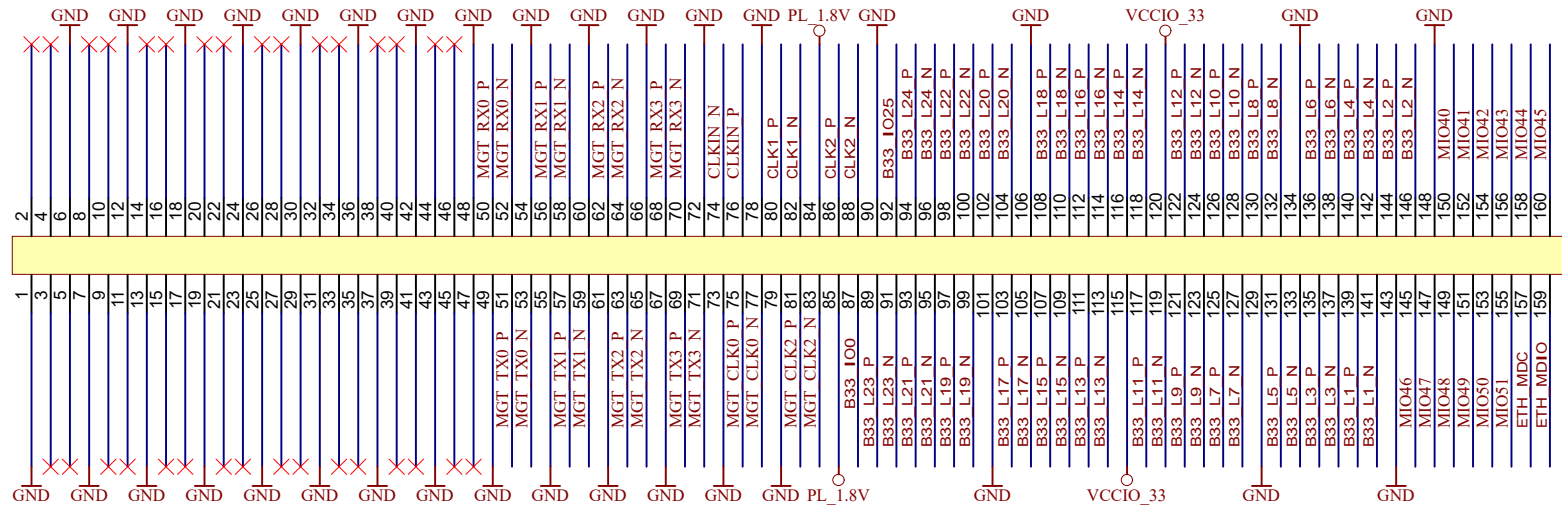 GND GND GND GND GND GND GND GND GND GND GND GND GND PL_1.8V GND GND VCCIO_33 GND GND
MGT_RX0_P
MGT_RX0_N
MGT_RX1_P
MGT_RX1_N
MGT_RX2_P
MGT_RX2_N
MGT_RX3_P
MGT_RX3_N
CLKIN_N
CLKIN_P
CLK1_P
CLK1_N
CLK2_P
CLK2_N
B33_IO25
B33_L24_P
B33_L24_N
B33_L22_P
B33_L22_N
B33_L20_P
B33_L20_N
B33_L18_P
B33_L18_N
B33_L16_P
B33_L16_N
B33_L14_P
B33_L14_N
B33_L12_P
B33_L12_N
B33_L10_P
B33_L10_N
B33_L8_P
B33_L8_N
B33_L6_P
B33_L6_N
B33_L4_P
B33_L4_N
B33_L2_P
B33_L2_N
MIO40
MIO41
MIO42
MIO43
MIO44
MIO45
2 4 6 8 10 12 14 16 18 20 22 24 26 28 30 32 34 36 38 40 42 44 46 48 50 52 54 56 58 60 62 64 66 68 70 72 74 76 78 80 82 84 86 88 90 92 94 96 98 100 102 104 106 108 110 112 114 116 118 120 122 124 126 128 130 132 134 136 138 140 142 144 146 148 150 152 154 156 158 160
1 3 5 7 9 11 13 15 17 19 21 23 25 27 29 31 33 35 37 39 41 43 45 47 49 51 53 55 57 59 61 63 65 67 69 71 73 75 77 79 81 83 85 87 89 91 93 95 97 99 101 103 105 107 109 111 113 115 117 119 121 123 125 127 129 131 133 135 137 139 141 143 145 147 149 151 153 155 157 159
MGT_TX0_P
MGT_TX0_N
MGT_TX1_P
MGT_TX1_N
MGT_TX2_P
MGT_TX2_N
MGT_TX3_P
MGT_TX3_N
MGT_CLK0_P
MGT_CLK0_N
MGT_CLK2_P
MGT_CLK2_N
B33_IO0
B33_L23_P
B33_L23_N
B33_L21_P
B33_L21_N
B33_L19_P
B33_L19_N
B33_L17_P
B33_L17_N
B33_L15_P
B33_L15_N
B33_L13_P
B33_L13_N
B33_L11_P
B33_L11_N
B33_L9_P
B33_L9_N
B33_L7_P
B33_L7_N
B33_L5_P
B33_L5_N
B33_L3_P
B33_L3_N
B33_L1_P
B33_L1_N
MIO46
MIO47
MIO48
MIO49
MIO50
MIO51
ETH_MDC
ETH_MDIO
GND GND GND GND GND GND GND GND GND GND GND GND GND GND PL_1.8V GND VCCIO_33 GND GND